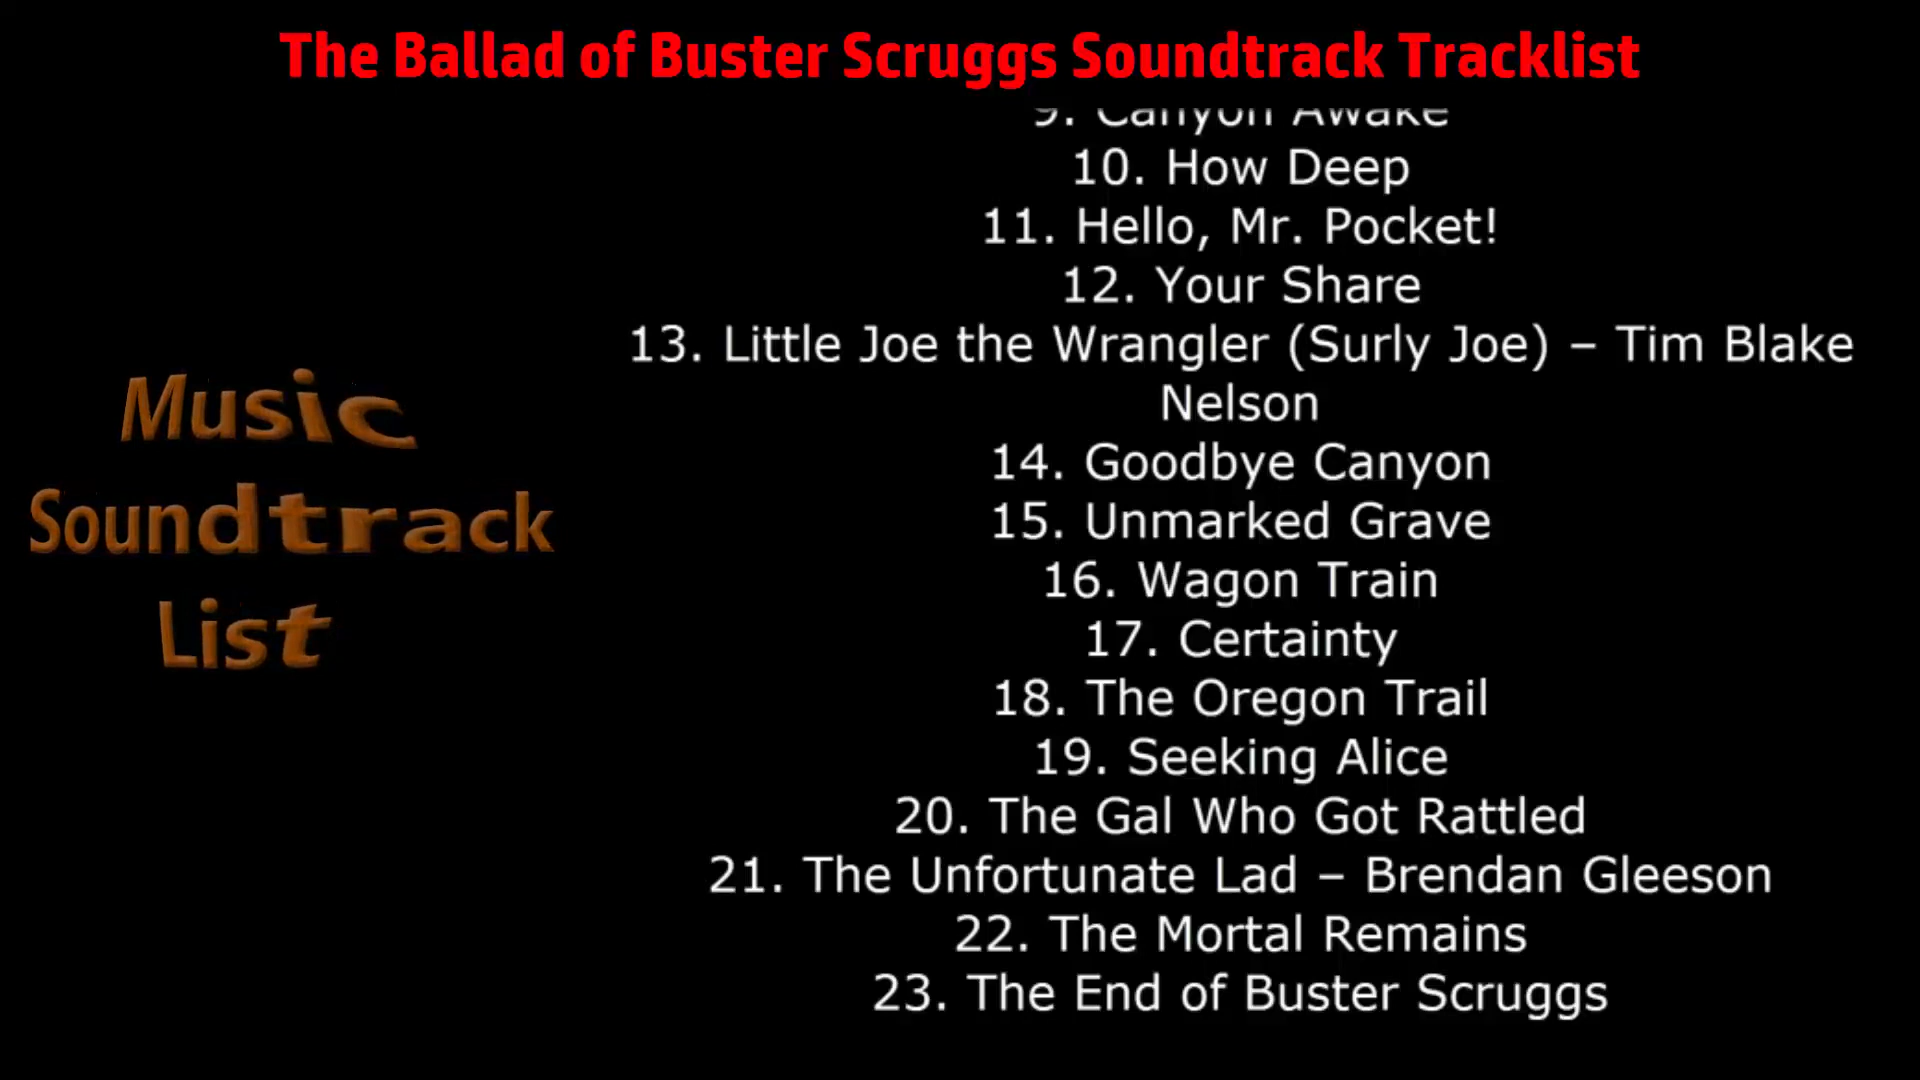 The Ballad of Buster Scruggs Soundtrack Tracklist
9. Canyon Awake
10. How Deep
11. Hello, Mr. Pocket!
12. Your Share
13. Little Joe the Wrangler (Surly Joe) – Tim Blake
Nelson
14. Goodbye Canyon
15. Unmarked Grave
16. Wagon Train
17. Certainty
18. The Oregon Trail
19. Seeking Alice
20. The Gal Who Got Rattled
21. The Unfortunate Lad – Brendan Gleeson
22. The Mortal Remains
23. The End of Buster Scruggs
Music
Soundtrack
List